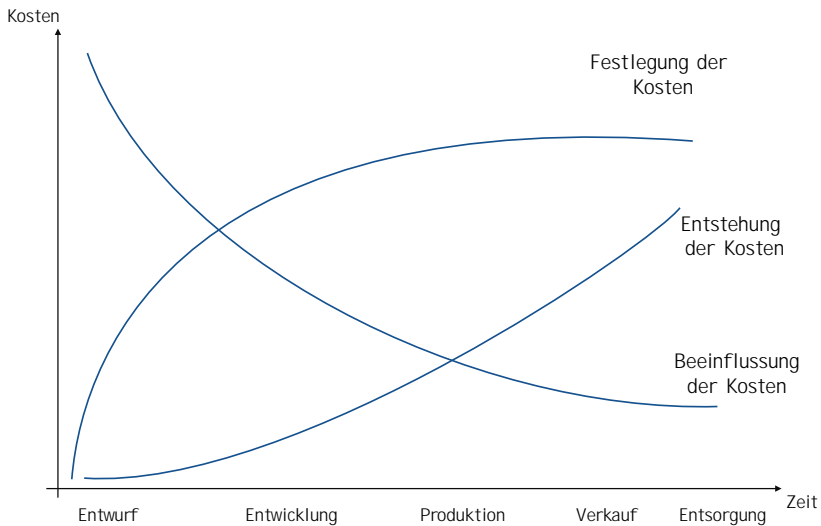 Kosten
Festlegung der
Kosten
Entstehung
der Kosten
Beeinflussung
der Kosten
Zeit
Entwurf
Entwicklung
Produktion
Verkauf
Entsorgung